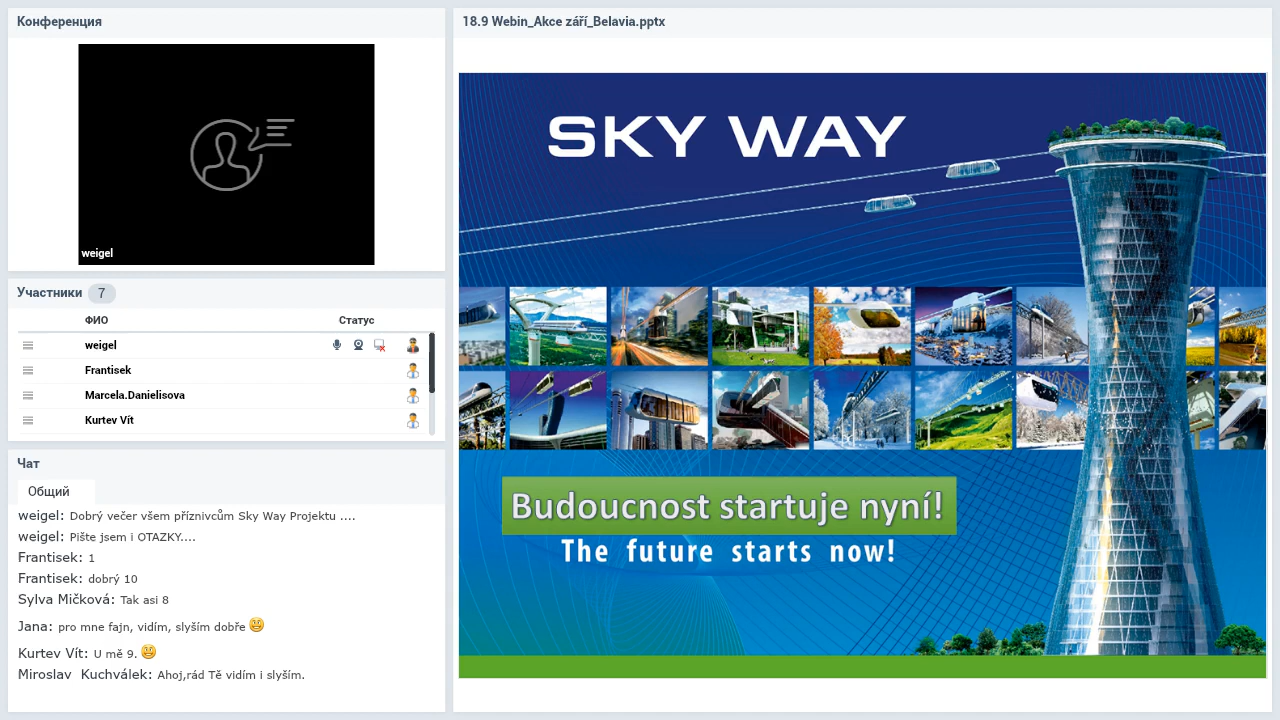 Конференция
weigel
Участники 7
ФИО Статус
weigel
Frantisek
Marcela.Danielisova
Kurtev Vít
Чат
Общий
weigel: Dobrý večer všem příznivcům Sky Way Projektu ....
weigel: Pište jsem i OTAZKY....
Frantisek: 1
Frantisek: dobrý 10
Sylva Mičková: Tak asi 8
Jana: pro mne fajn, vidím, slyším dobře
Kurtev Vít: U mě 9.
Miroslav Kuchválek: Ahoj,rád Tě vidím i slyším.
18.9 Webin_Akce září_Belavia.pptx
SKY WAY
Budoucnost startuje nyní!
The future starts now!